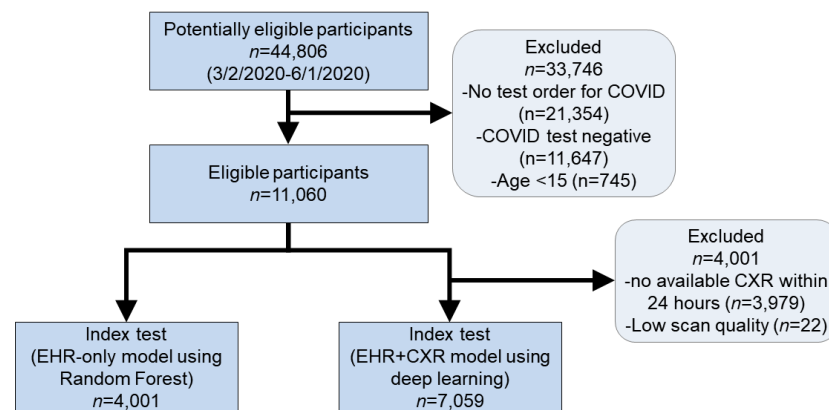 Potentially eligible participants
n=44,806
(3/2/2020-6/1/2020)
Excluded
n=33,746
-No test order for COVID
(n=21,354)
-COVID test negative
(n=11,647)
-Age <15 (n=745)
Eligible participants
n=11,060
Excluded
n=4,001
-no available CXR within
24 hours (n=3,979)
-Low scan quality (n=22)
Index test
(EHR-only model using
Random Forest)
n=4,001
Index test
(EHR+CXR model using
deep learning)
n=7,059